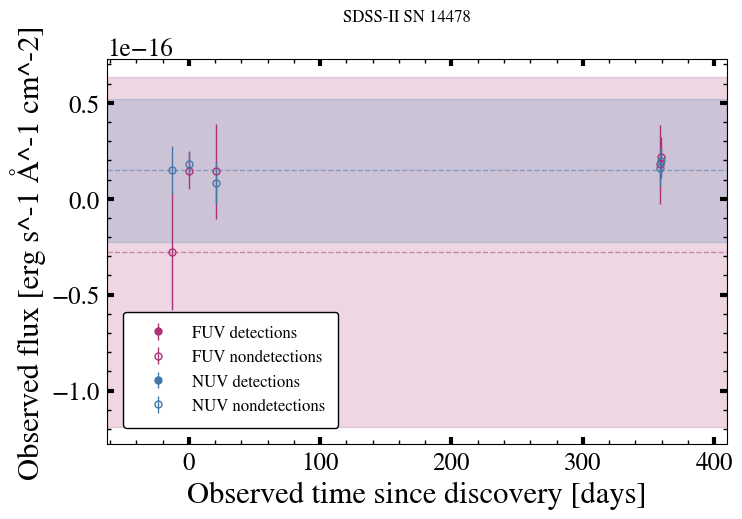 SDSS-II SN 14478
1e−16
Observed flux [erg s^-1 Å^-1 cm^-2]
0.5
0.0
−0.5
−1.0
FUV detections
FUV nondetections
NUV detections
NUV nondetections
0 100 200 300 400
Observed time since discovery [days]